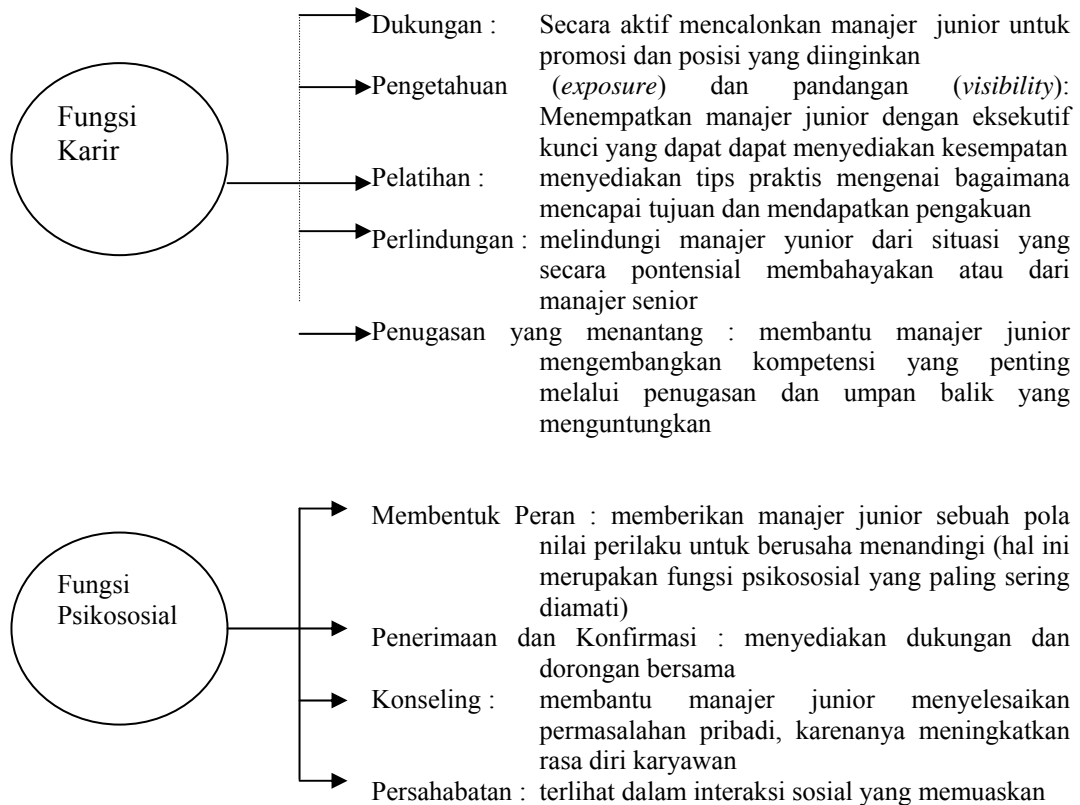 Fungsi
Karir
Dukungan : Secara aktif mencalonkan manajer junior untuk
promosi dan posisi yang diinginkan
Pengetahuan (exposure) dan pandangan (visibility):
Menempatkan manajer junior dengan eksekutif
kunci yang dapat dapat menyediakan kesempatan
Pelatihan : menyediakan tips praktis mengenai bagaimana
mencapai tujuan dan mendapatkan pengakuan
Perlindungan : melindungi manajer yunior dari situasi yang
secara pontensial membahayakan atau dari
manajer senior
Penugasan yang menantang : membantu manajer junior
mengembangkan kompetensi yang penting
melalui penugasan dan umpan balik yang
menguntungkan
Fungsi
Psikososial
Membentuk Peran : memberikan manajer junior sebuah pola
nilai perilaku untuk berusaha menandingi (hal ini
merupakan fungsi psikososial yang paling sering
diamati)
Penerimaan dan Konfirmasi : menyediakan dukungan dan
dorongan bersama
Konseling : membantu manajer junior menyelesaikan
permasalahan pribadi, karenanya meningkatkan
rasa diri karyawan
Persahabatan : terlihat dalam interaksi sosial yang memuaskan